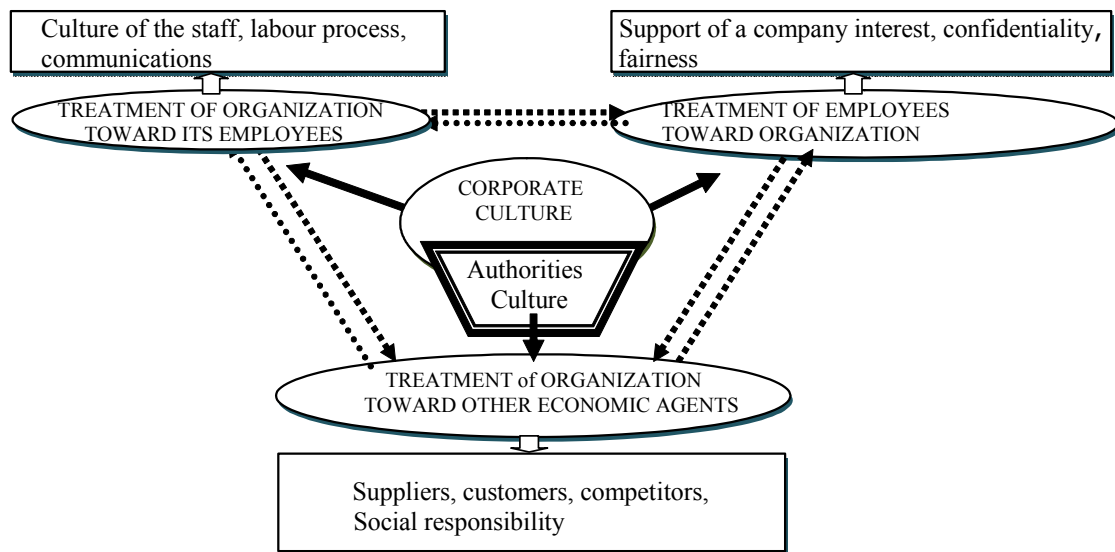 Culture of the staff, labour process,
communications
Support of a company interest, confidentiality,
fairness
TREATMENT OF ORGANIZATION
TOWARD ITS EMPLOYEES
TREATMENT OF EMPLOYEES
TOWARD ORGANIZATION
CORPORATE
CULTURE
Authorities
Culture
TREATMENT of ORGANIZATION
TOWARD OTHER ECONOMIC AGENTS
Suppliers, customers, competitors,
Social responsibility